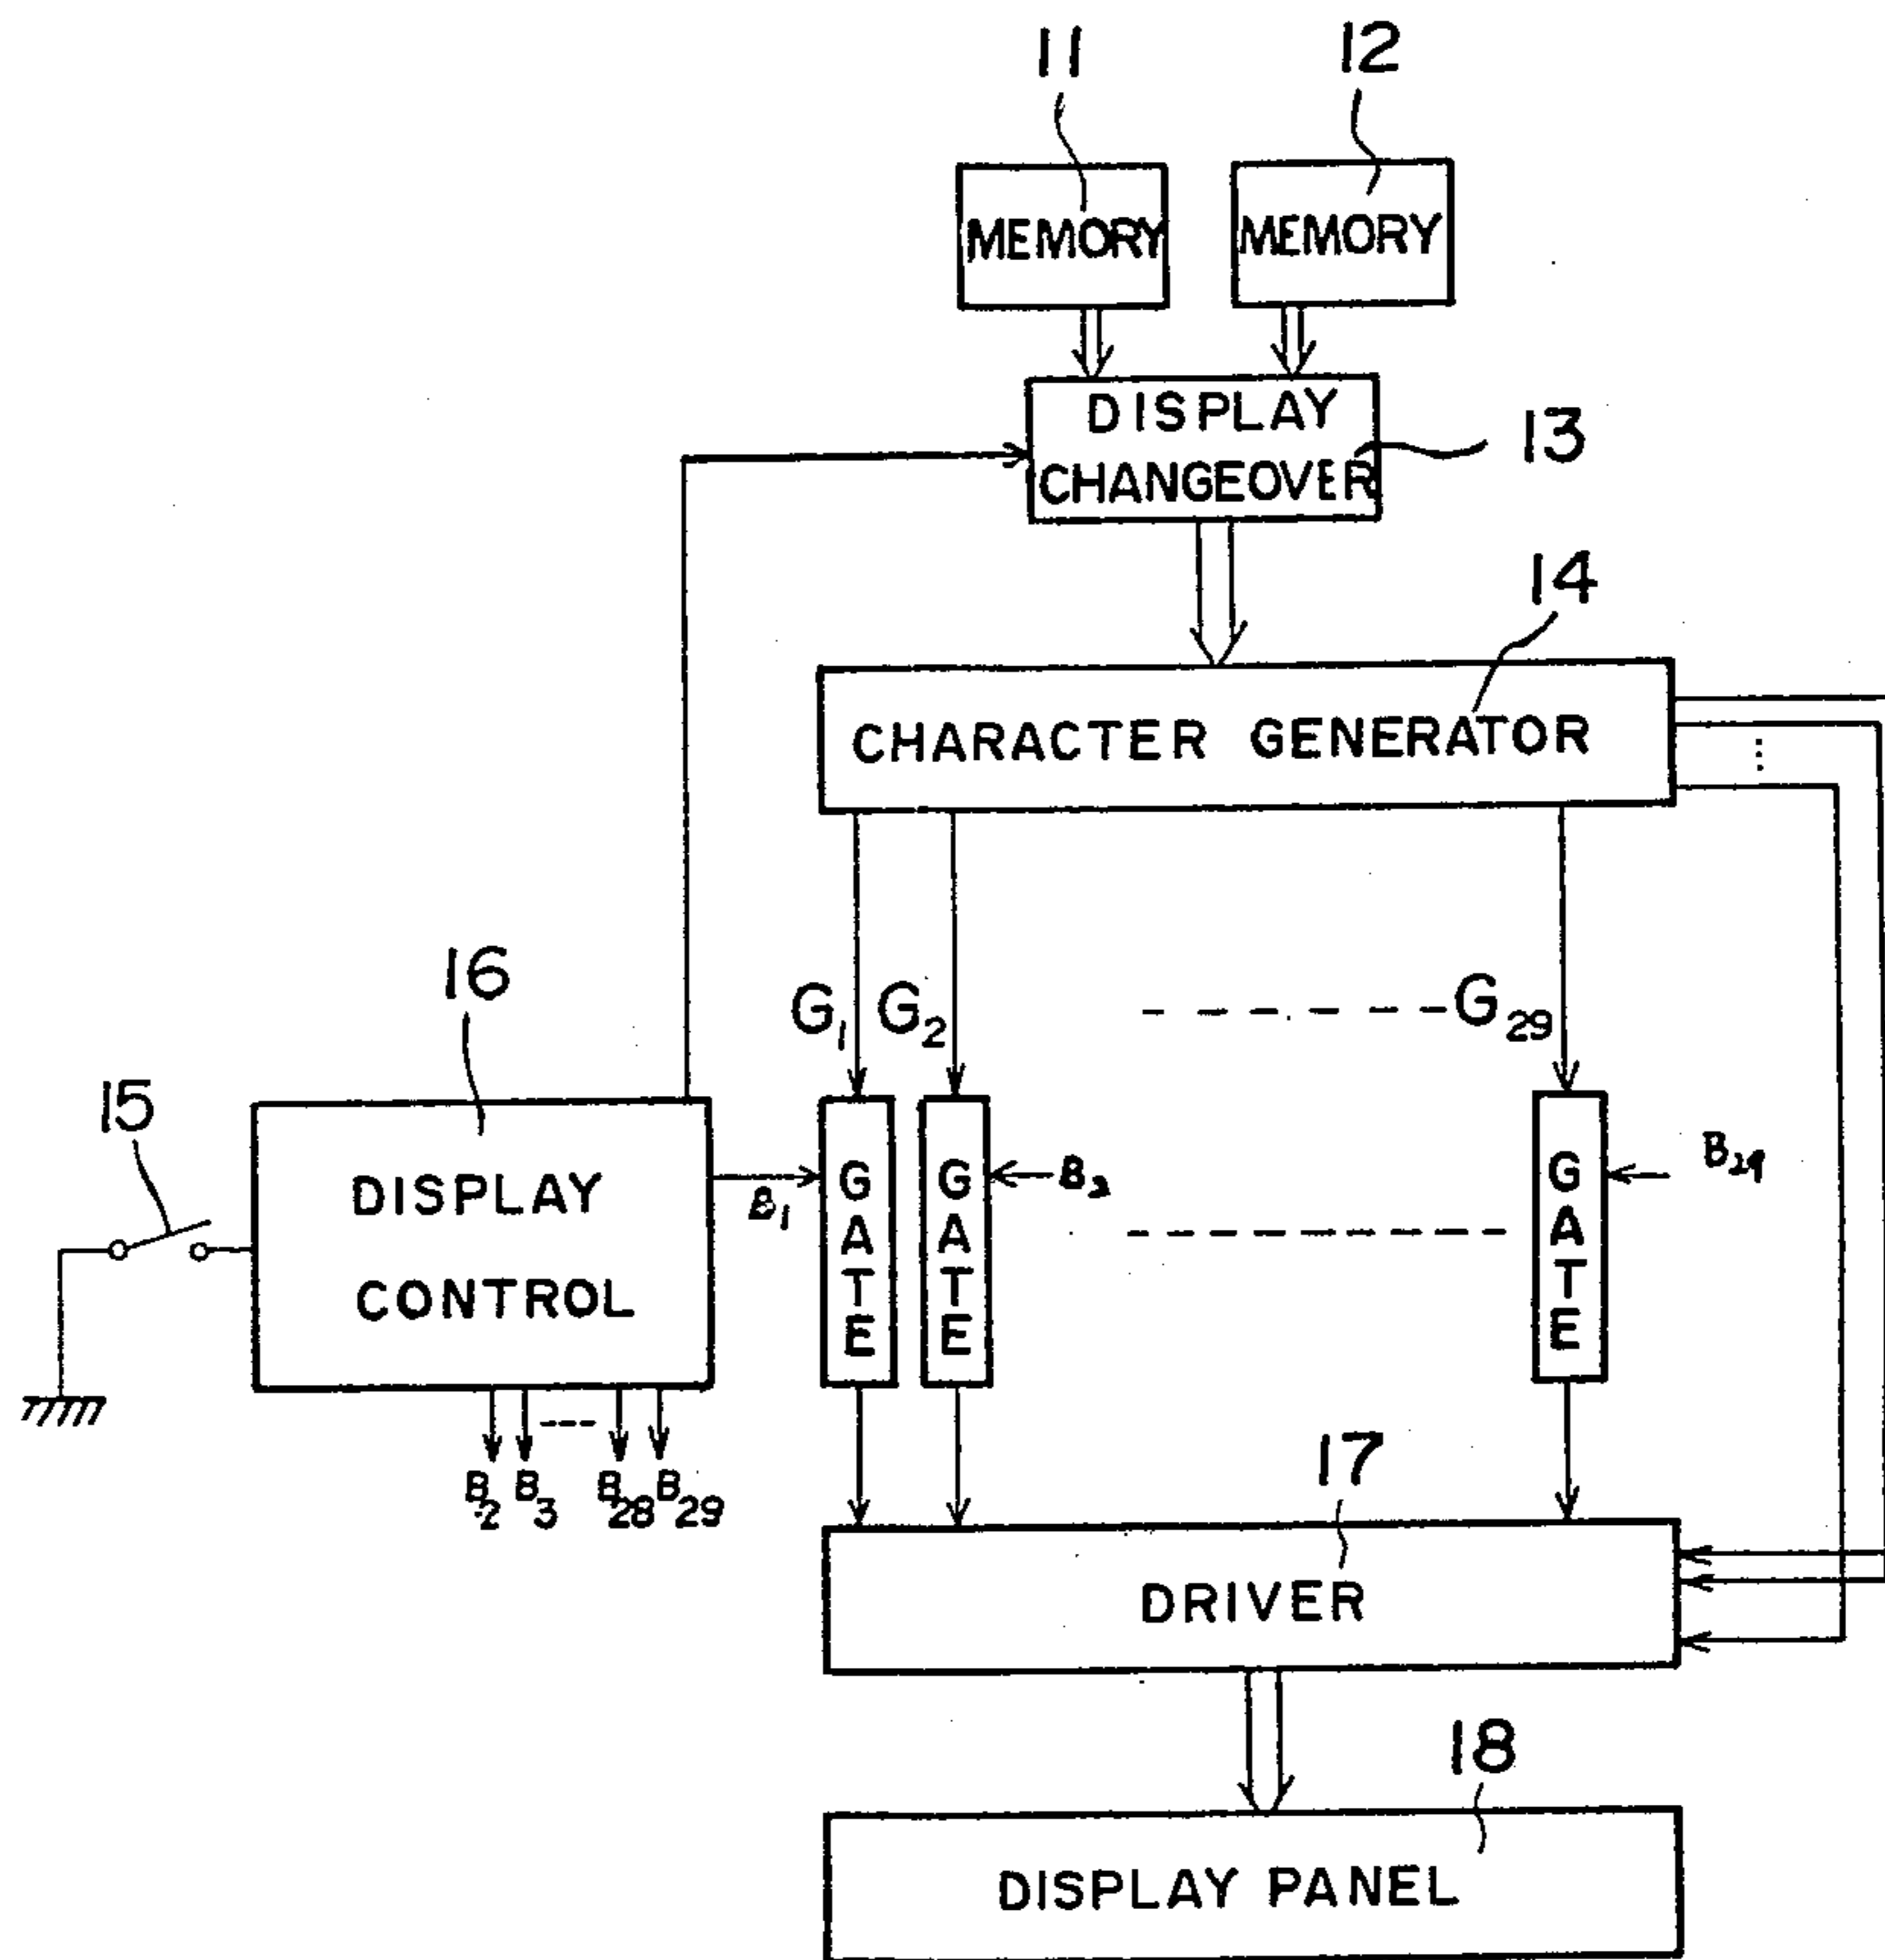 11
12
MEMORY
MEMORY
DISPLAY
CHANGEOVER
13
14
CHARACTER GENERATOR
16
G1 G2 - - - - - - G29
15
DISPLAY
CONTROL
B1
GATE
GATE
B2
GATE
B29
B2 B3 --- B28 B29
17
DRIVER
18
DISPLAY PANEL